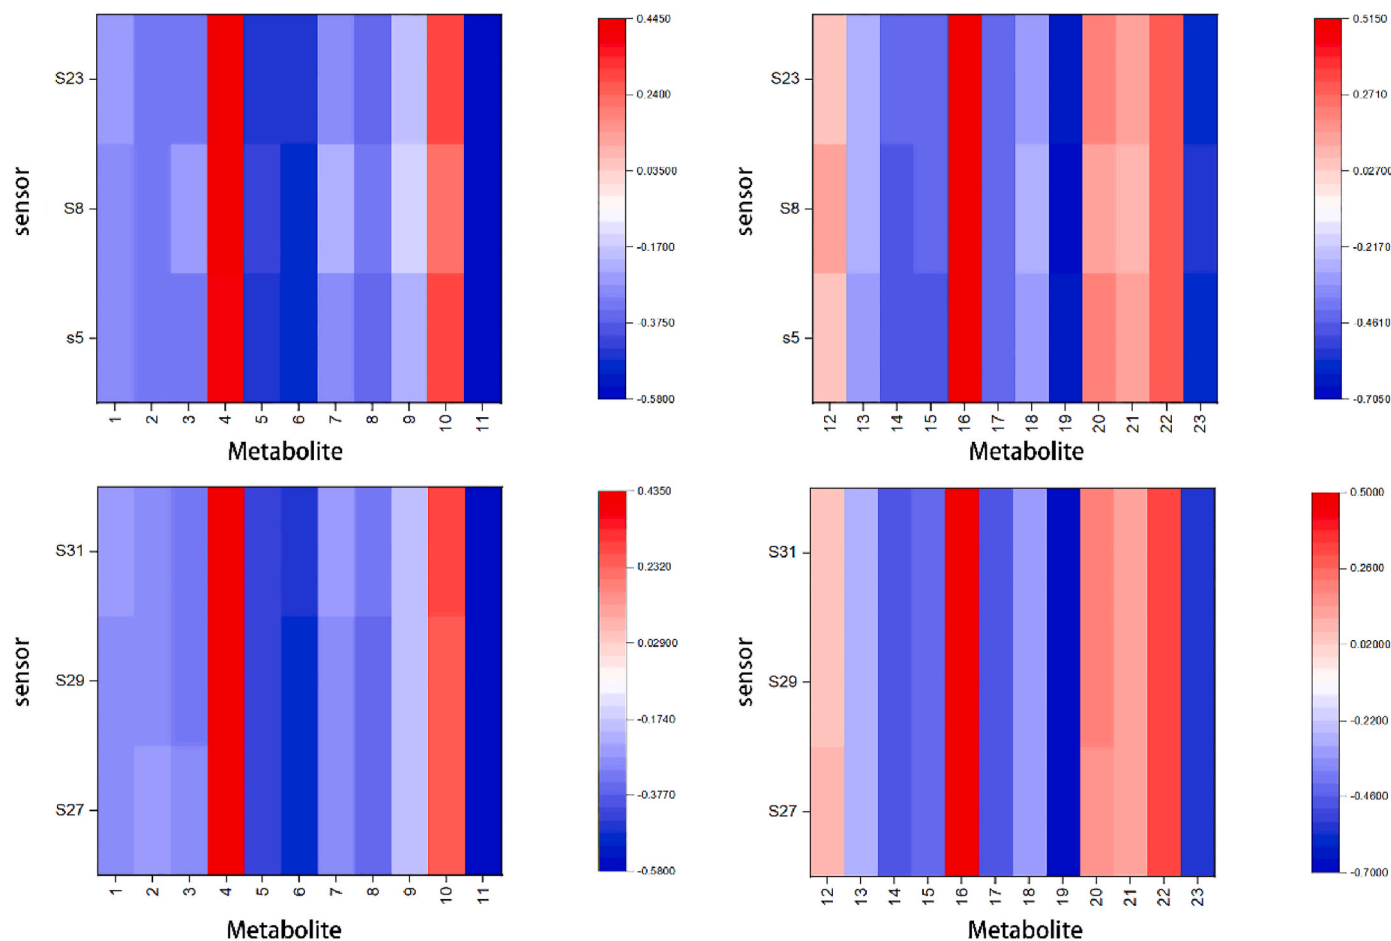 0.4450
0.2400
0.03500
-0.1700
-0.3750
-0.5800
S23
S8
s5
sensor
1 2 3 4 5 6 7 8 9 10 11
Metabolite
0.5150
0.2710
0.02700
-0.2170
-0.4610
-0.7050
S23
S8
s5
sensor
12 13 14 15 16 17 18 19 20 21 22 23
Metabolite
0.4350
0.2320
0.02900
-0.1740
-0.3770
-0.5800
S31
S29
S27
sensor
1 2 3 4 5 6 7 8 9 10 11
Metabolite
0.5000
0.2600
0.02000
-0.2200
-0.4600
-0.7000
S31
S29
S27
sensor
12 13 14 15 16 17 18 19 20 21 22 23
Metabolite